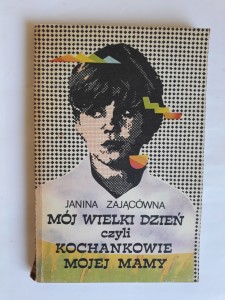 JANINA ZAJĄCÓWNA
MÓJ WIELKI DZIEŃ
czyli
KOCHANKOWIE
MOJEJ MAMY